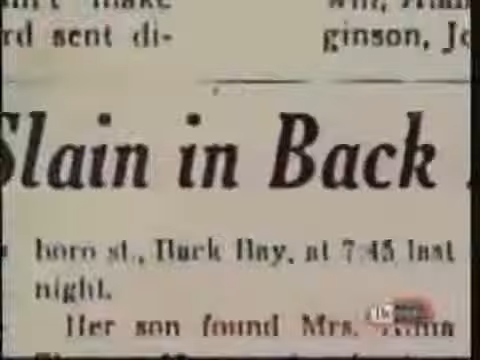 rd sent di-
ginson, Jo
Slain in Back
boro st., Back Bay, at 7:45 last
night.
Her son found Mrs. Anna